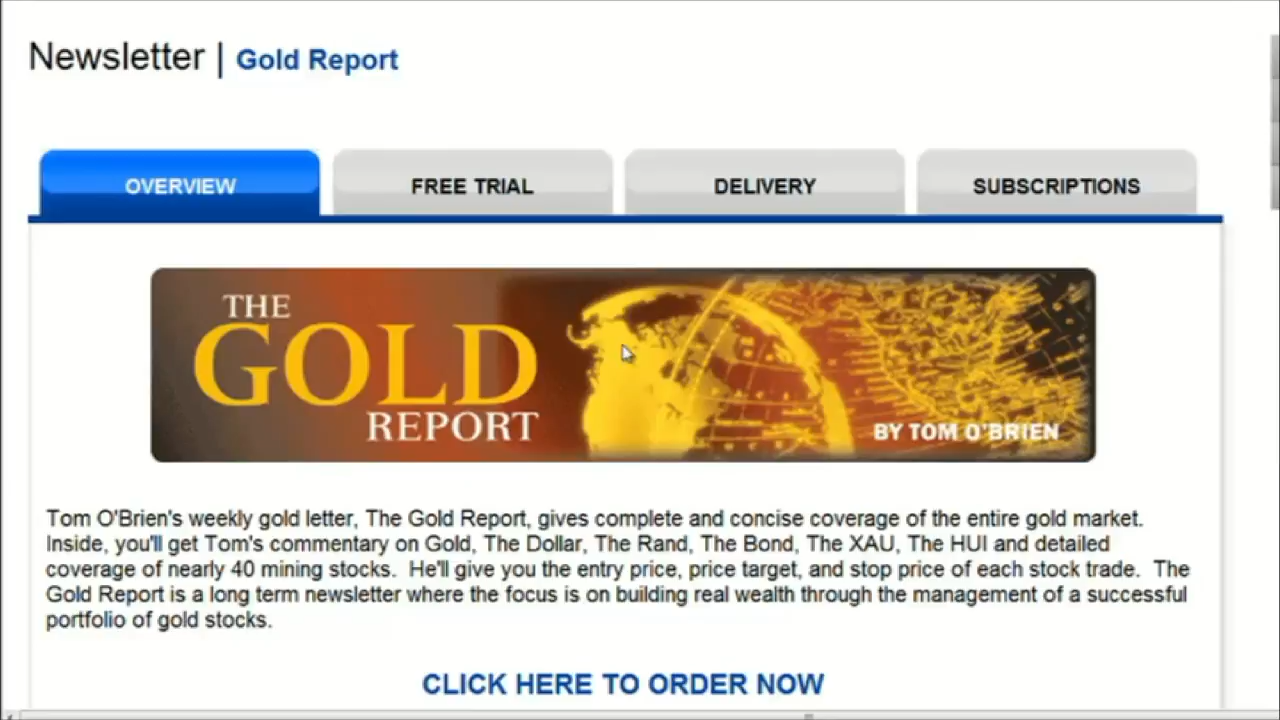 Newsletter | Gold Report
OVERVIEW
FREE TRIAL
DELIVERY
SUBSCRIPTIONS
THE
GOLD
REPORT
BY TOM O'BRIEN
Tom O'Brien's weekly gold letter, The Gold Report, gives complete and concise coverage of the entire gold market.
Inside, you'll get Tom's commentary on Gold, The Dollar, The Rand, The Bond, The XAU, The HUI and detailed
coverage of nearly 40 mining stocks.  He'll give you the entry price, price target, and stop price of each stock trade.  The
Gold Report is a long term newsletter where the focus is on building real wealth through the management of a successful
portfolio of gold stocks.
CLICK HERE TO ORDER NOW